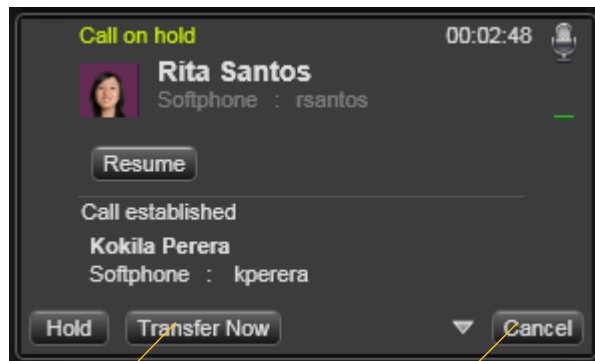 Call on hold 00:02:48
Rita Santos
Softphone : rsantos
Resume
Call established
Kokila Perera
Softphone : kperera
Hold Transfer Now Cancel